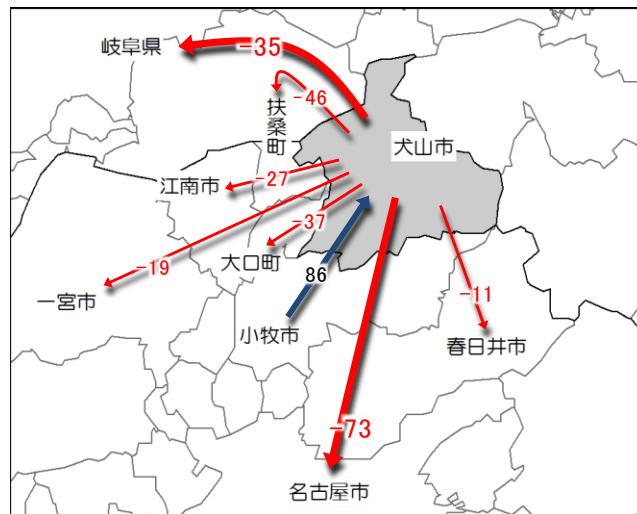 岐阜県
-35
-46
扶桑町
犬山市
-27
江南市
-37
-19
大口町
86
一宮市
-11
小牧市
春日井市
-73
名古屋市